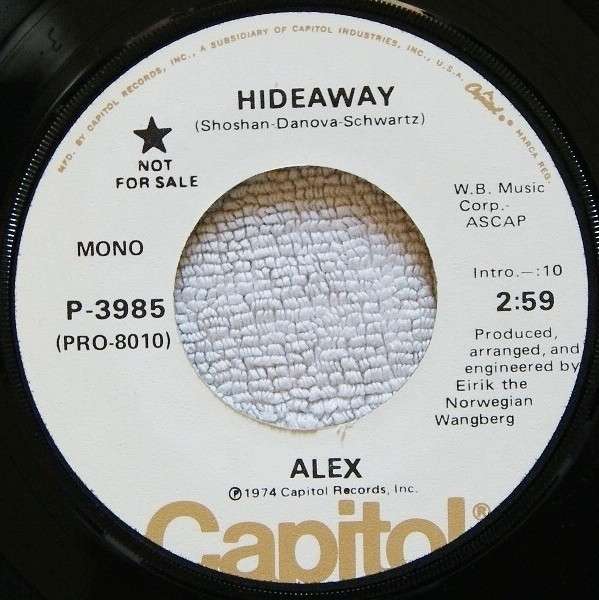 MFD. BY CAPITOL RECORDS, INC., A SUBSIDIARY OF CAPITOL INDUSTRIES, INC., U.S.A. Capitol® MARCA REG.
HIDEAWAY
(Shoshan-Danova-Schwartz)
★
NOT
FOR SALE
W.B. Music
Corp.-
ASCAP
MONO
Intro.—:10
P-3985
2:59
(PRO-8010)
Produced,
arranged, and
engineered by
Eirik the
Norwegian
Wangberg
ALEX
Ⓟ1974 Capitol Records, Inc.
Capitol®